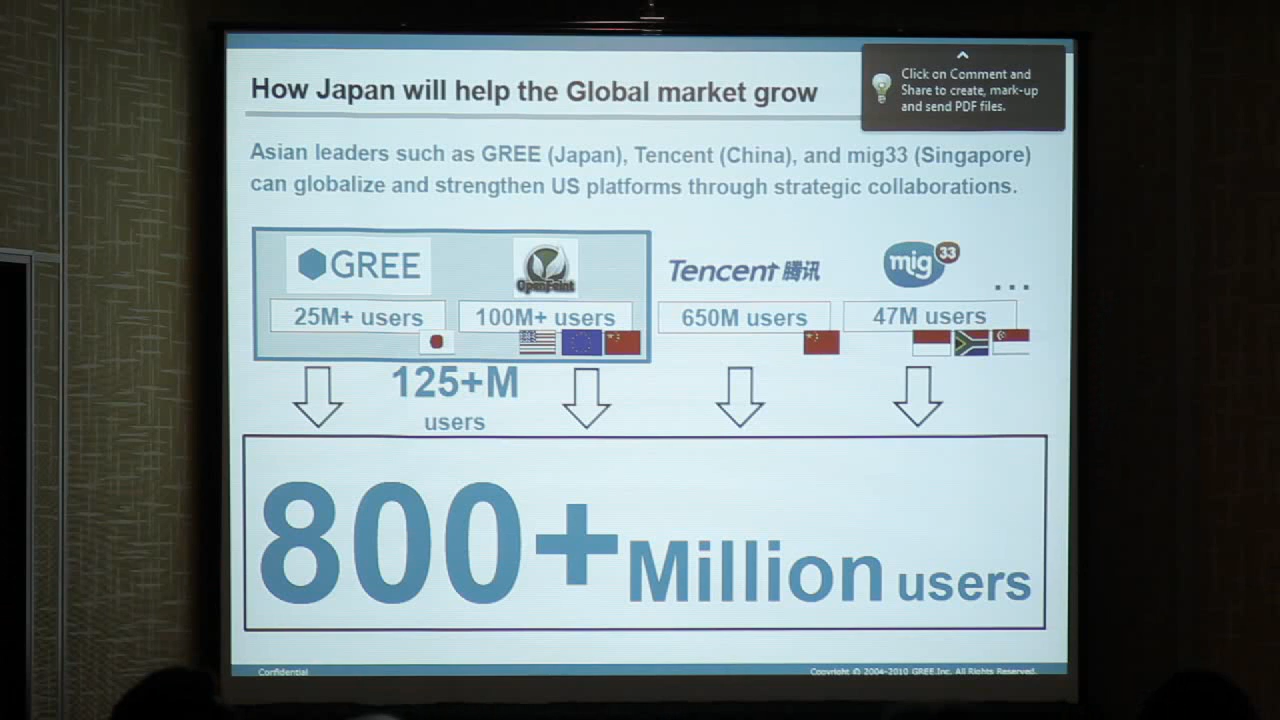 How Japan will help the Global market grow
Click on Comment and
Share to create, mark-up
and send PDF files.
Asian leaders such as GREE (Japan), Tencent (China), and mig33 (Singapore)
can globalize and strengthen US platforms through strategic collaborations.
GREE
OpenFeint
Tencent 腾讯
mig33
...
25M+ users
100M+ users
650M users
47M users
125+M
users
800+ Million users
Confidential
Copyright © 2004-2010 GREE,Inc. All Rights Reserved.